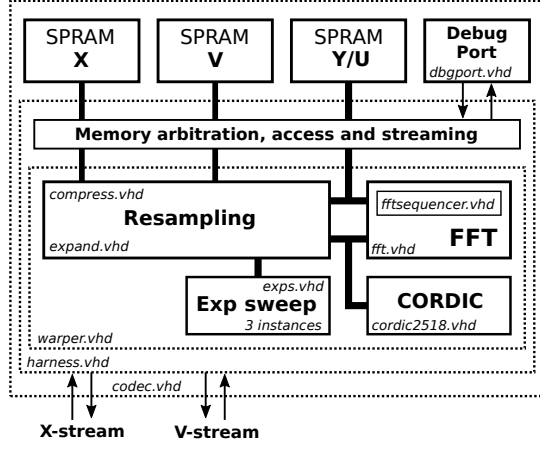 SPRAM
X
SPRAM
V
SPRAM
Y/U
Debug
Port
dbgport.vhd
Memory arbitration, access and streaming
compress.vhd
Resampling
expand.vhd
fftsequencer.vhd
FFT
fft.vhd
exps.vhd
Exp sweep
3 instances
CORDIC
cordic2518.vhd
warper.vhd
harness.vhd
codec.vhd
X-stream
V-stream